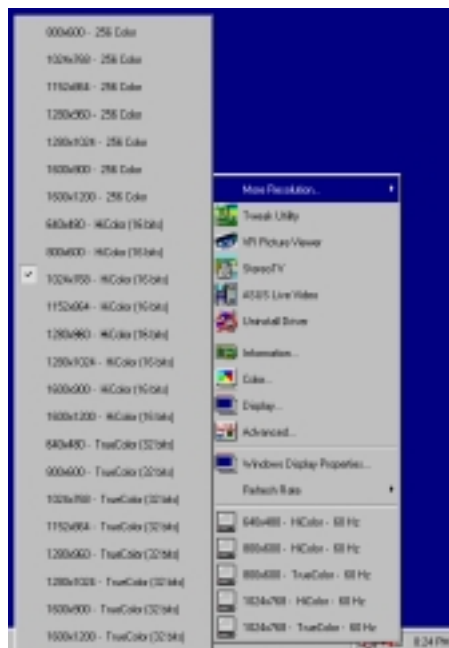 800x600 - 256 Color
1024x768 - 256 Color
1152x864 - 256 Color
1280x960 - 256 Color
1280x1024 - 256 Color
1600x900 - 256 Color
1600x1200 - 256 Color
640x480 - HiColor (16 bits)
800x600 - HiColor (16 bits)
1024x768 - HiColor (16 bits)
1152x864 - HiColor (16 bits)
1280x960 - HiColor (16 bits)
1280x1024 - HiColor (16 bits)
1600x900 - HiColor (16 bits)
1600x1200 - HiColor (16 bits)
640x480 - TrueColor (32 bits)
800x600 - TrueColor (32 bits)
1024x768 - TrueColor (32 bits)
1152x864 - TrueColor (32 bits)
1280x960 - TrueColor (32 bits)
1280x1024 - TrueColor (32 bits)
1600x900 - TrueColor (32 bits)
1600x1200 - TrueColor (32 bits)
More Resolution...
Tweak Utility
VR Picture Viewer
StereoTV
ASUS Live Video
Uninstall Driver
Information...
Color...
Display...
Advanced...
Windows Display Properties...
Refresh Rate
640x480 - HiColor - 60 Hz
800x600 - HiColor - 60 Hz
800x600 - TrueColor - 60 Hz
1024x768 - HiColor - 60 Hz
1024x768 - TrueColor - 60 Hz
8:24 PM